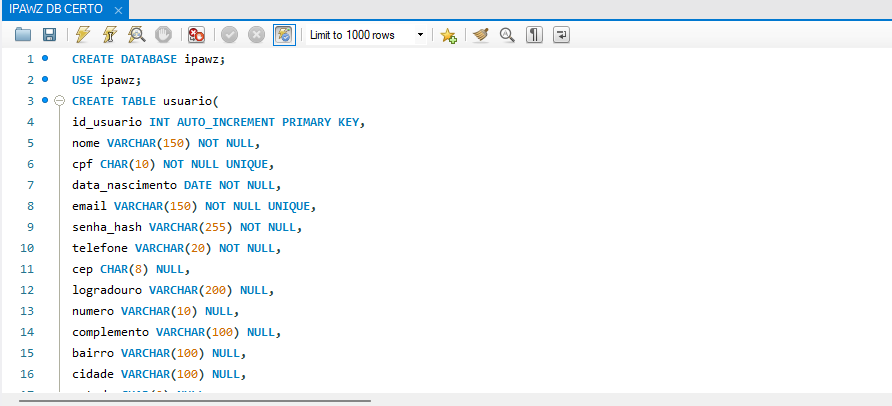 IPAWZ DB CERTO
Limit to 1000 rows
1 CREATE DATABASE ipawz;
2 USE ipawz;
3 CREATE TABLE usuario(
4 id_usuario INT AUTO_INCREMENT PRIMARY KEY,
5 nome VARCHAR(150) NOT NULL,
6 cpf CHAR(10) NOT NULL UNIQUE,
7 data_nascimento DATE NOT NULL,
8 email VARCHAR(150) NOT NULL UNIQUE,
9 senha_hash VARCHAR(255) NOT NULL,
10 telefone VARCHAR(20) NOT NULL,
11 cep CHAR(8) NULL,
12 logradouro VARCHAR(200) NULL,
13 numero VARCHAR(10) NULL,
14 complemento VARCHAR(100) NULL,
15 bairro VARCHAR(100) NULL,
16 cidade VARCHAR(100) NULL,